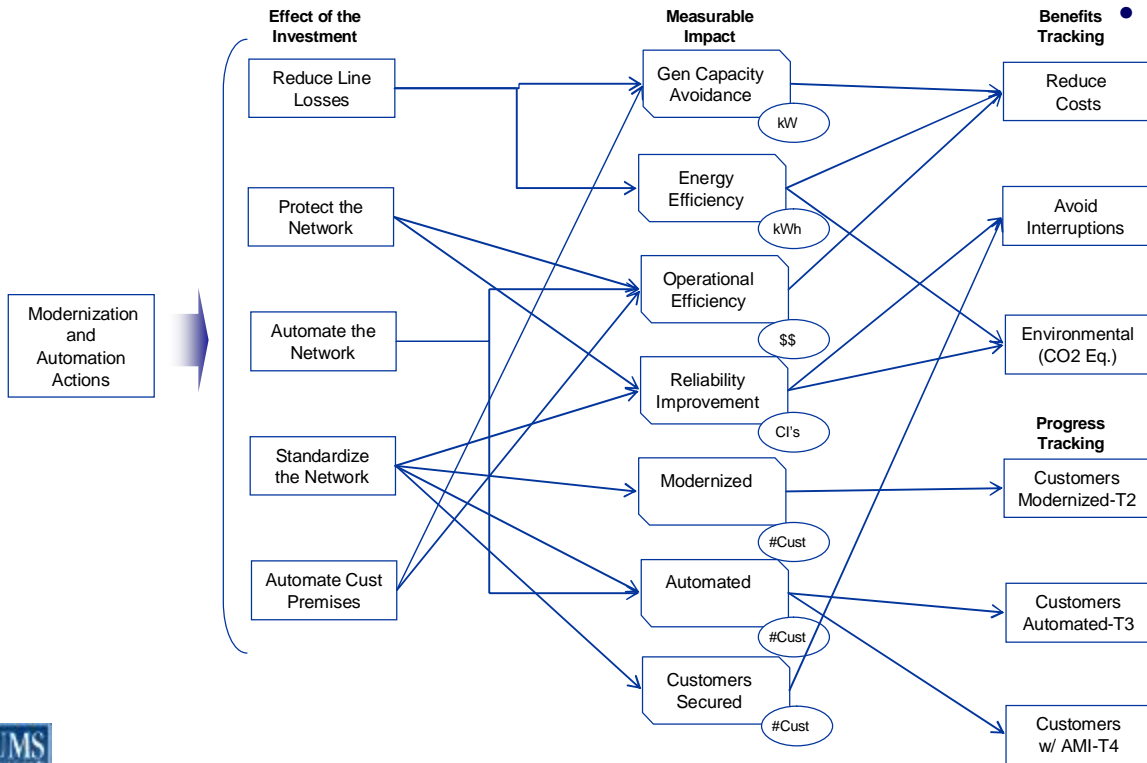 Effect of the
Investment
Measurable
Impact
Benefits
Tracking
Reduce Line
Losses
Gen Capacity
Avoidance
kW
Reduce
Costs
Protect the
Network
Energy
Efficiency
kWh
Avoid
Interruptions
Modernization
and
Automation
Actions
Automate the
Network
Operational
Efficiency
$$
Environmental
(CO2 Eq.)
Reliability
Improvement
CI's
Progress
Tracking
Standardize
the Network
Modernized
#Cust
Customers
Modernized-T2
Automate Cust
Premises
Automated
#Cust
Customers
Automated-T3
Customers
Secured
#Cust
Customers
w/ AMI-T4
UMS